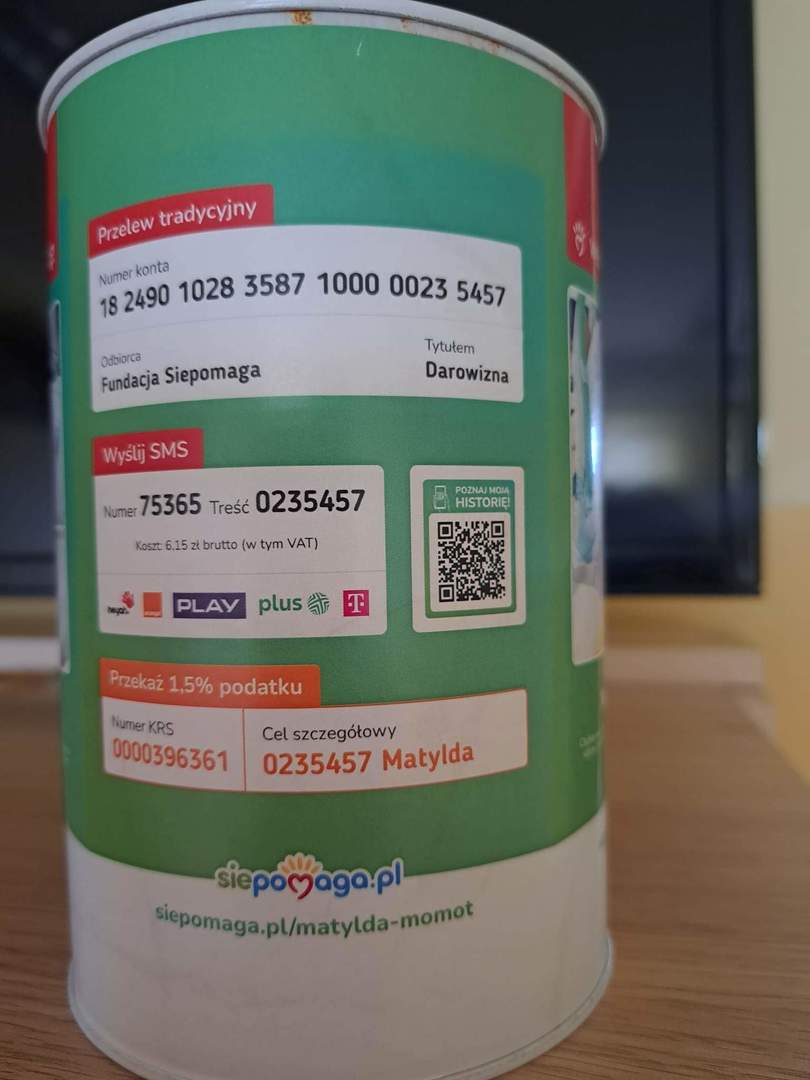 Przelew tradycyjny
Numer konta
18 2490 1028 3587 1000 0023 5457
Odbiorca
Fundacja Siepomaga
Tytułem
Darowizna
Wyślij SMS
Numer 75365 Treść 0235457
Koszt: 6,15 zł brutto (w tym VAT)
heyah
orange
PLAY
plus
T
POZNAJ MOJĄ
HISTORIĘ!
Przekaż 1,5% podatku
Numer KRS
0000396361
Cel szczegółowy
0235457 Matylda
siepomaga.pl
siepomaga.pl/matylda-momot